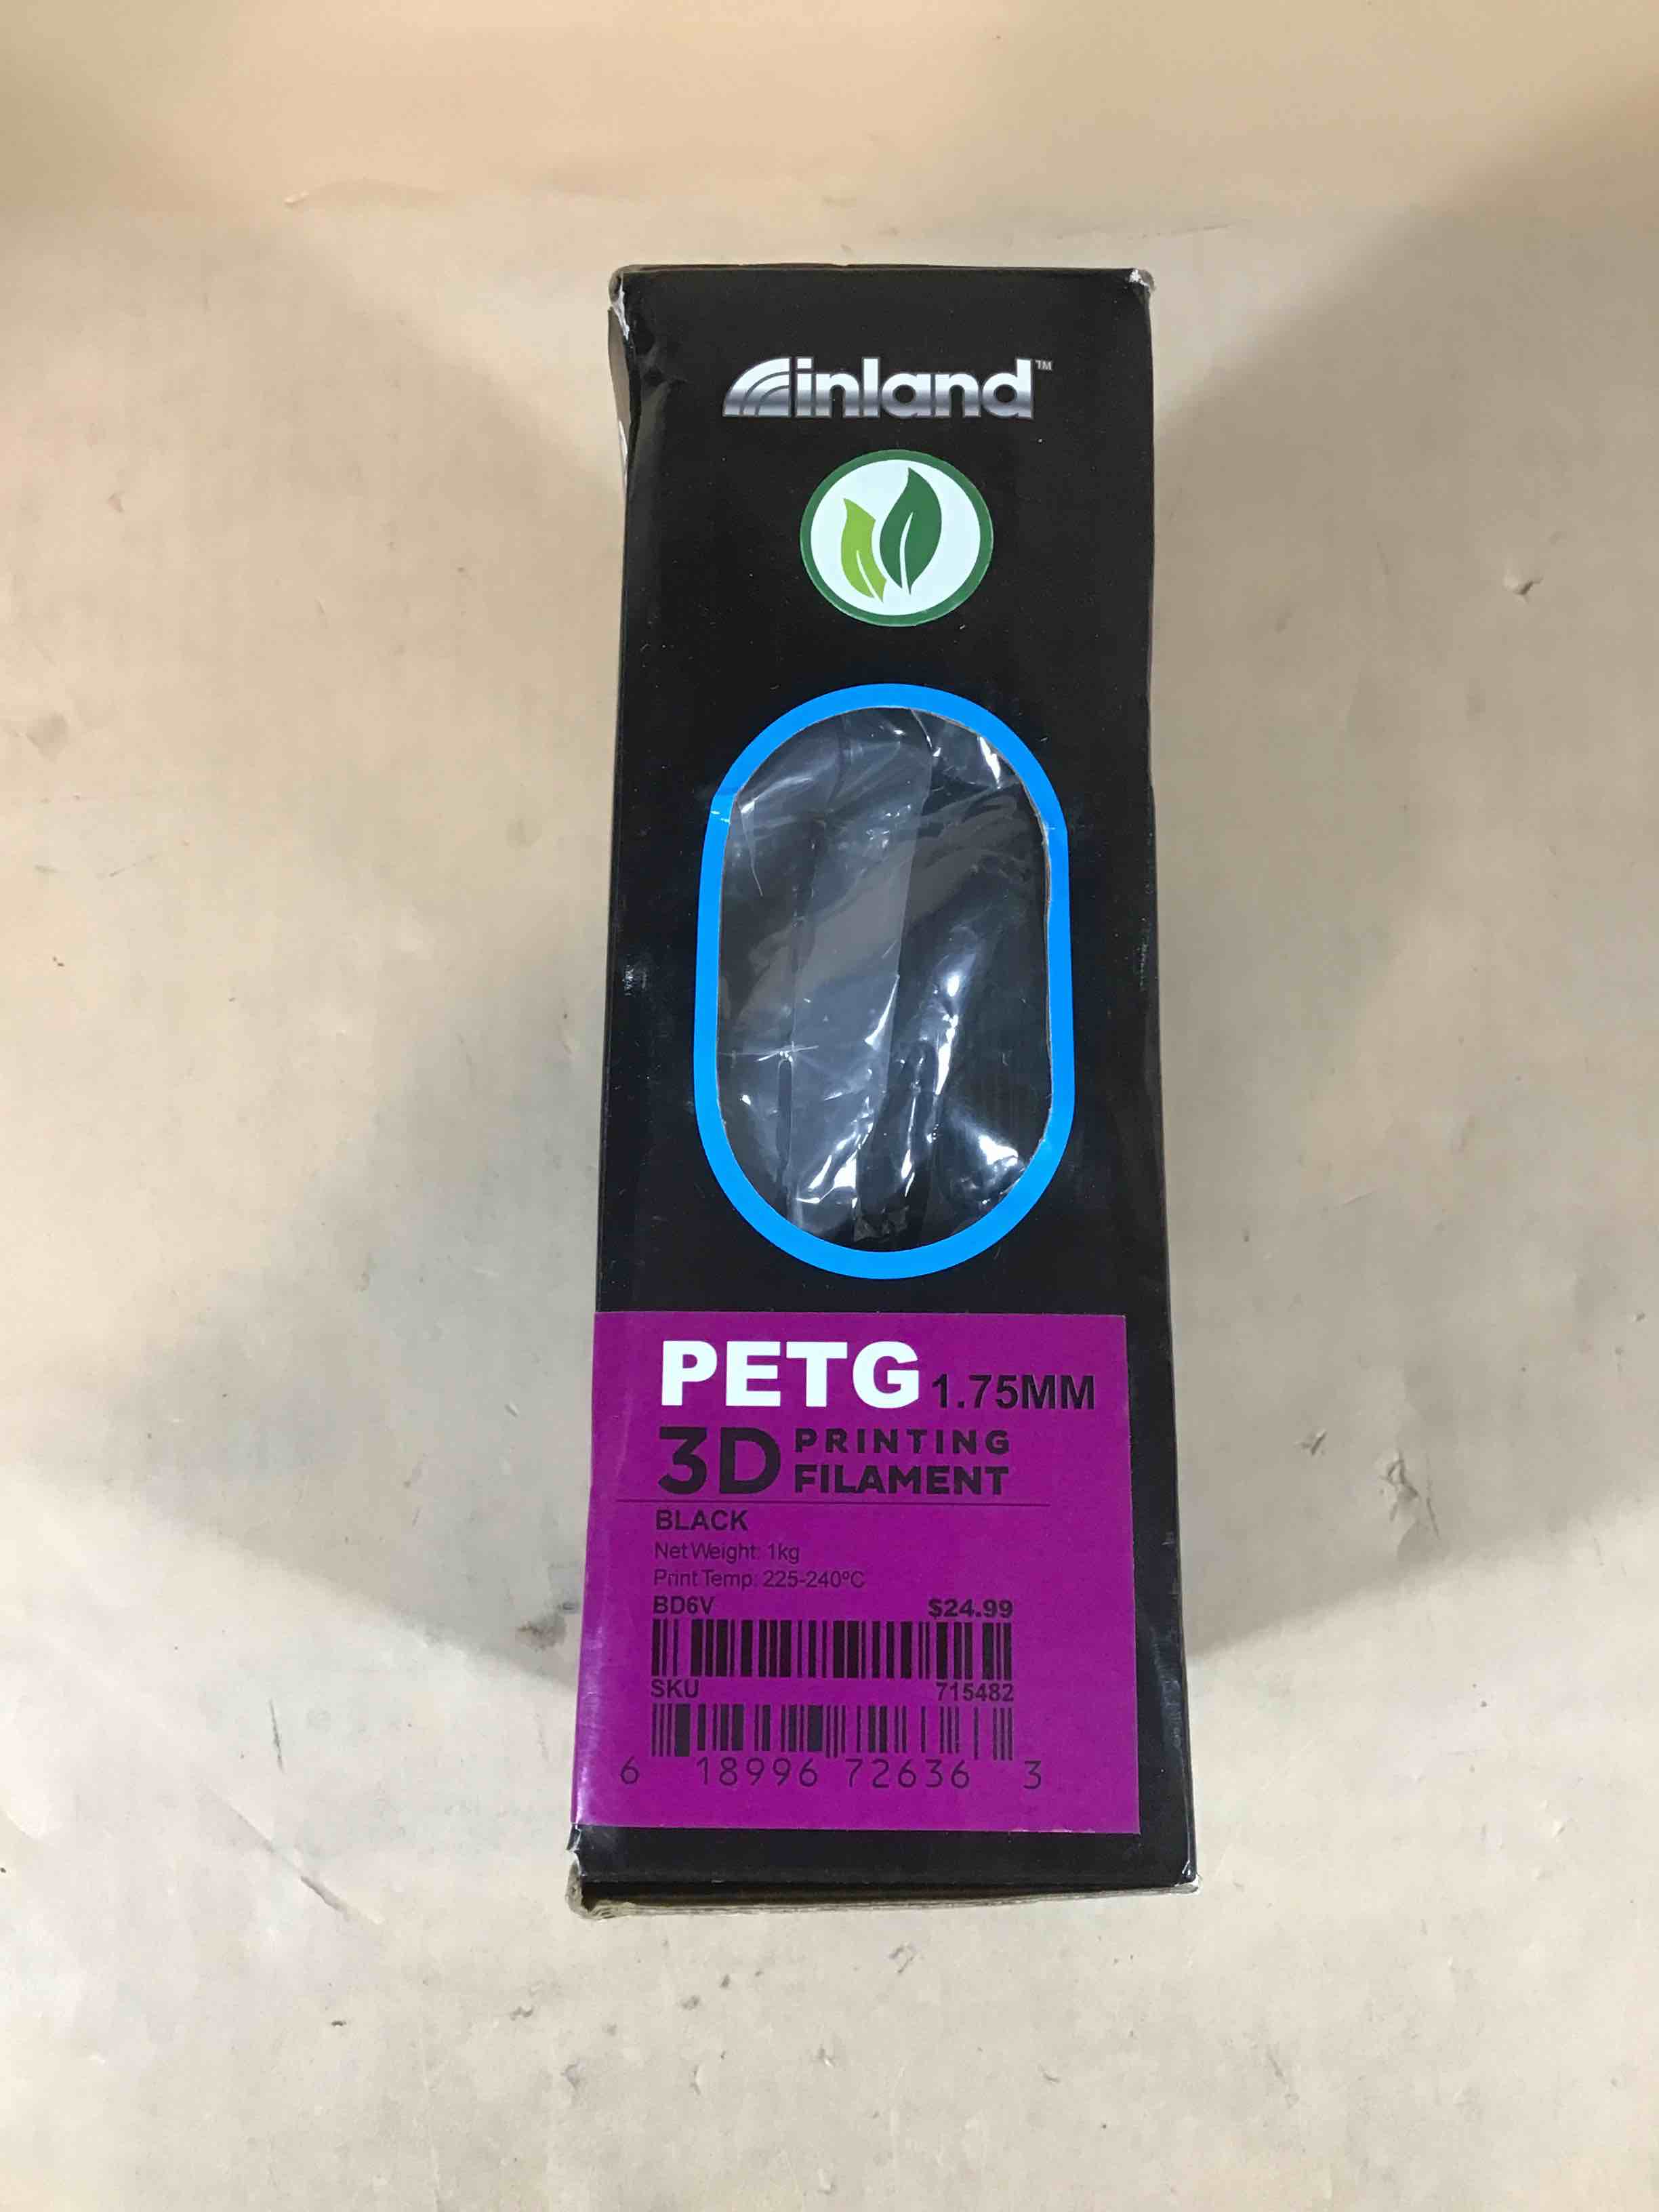 inland™
PETG 1.75MM
3D PRINTING
FILAMENT
BLACK
Net Weight: 1kg
Print Temp: 225-240ºC
BD6V $24.99
SKU 715482
6 18996 72636 3